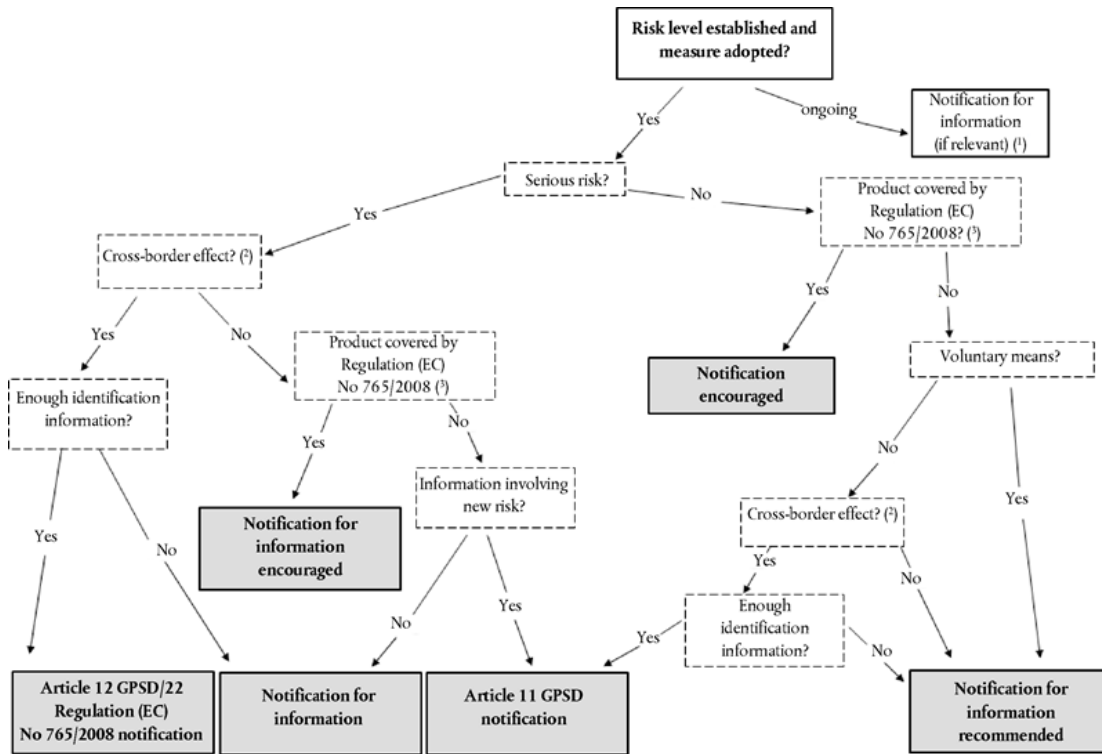 Risk level established and
measure adopted?
Yes
ongoing
Notification for
information
(if relevant) (¹)
Serious risk?
Yes
No
Product covered by
Regulation (EC)
No 765/2008? (³)
Cross-border effect? (²)
Yes
No
Yes
No
Product covered by
Regulation (EC)
No 765/2008 (³)
Voluntary means?
Notification
encouraged
Enough identification
information?
Yes
No
No
Yes
Information involving
new risk?
Notification for
information
encouraged
Cross-border effect? (²)
Yes
No
Yes
No
Enough
identification
information?
No
Yes
Yes
No
Article 12 GPSD/22
Regulation (EC)
No 765/2008 notification
Notification for
information
Article 11 GPSD
notification
Notification for
information
recommended